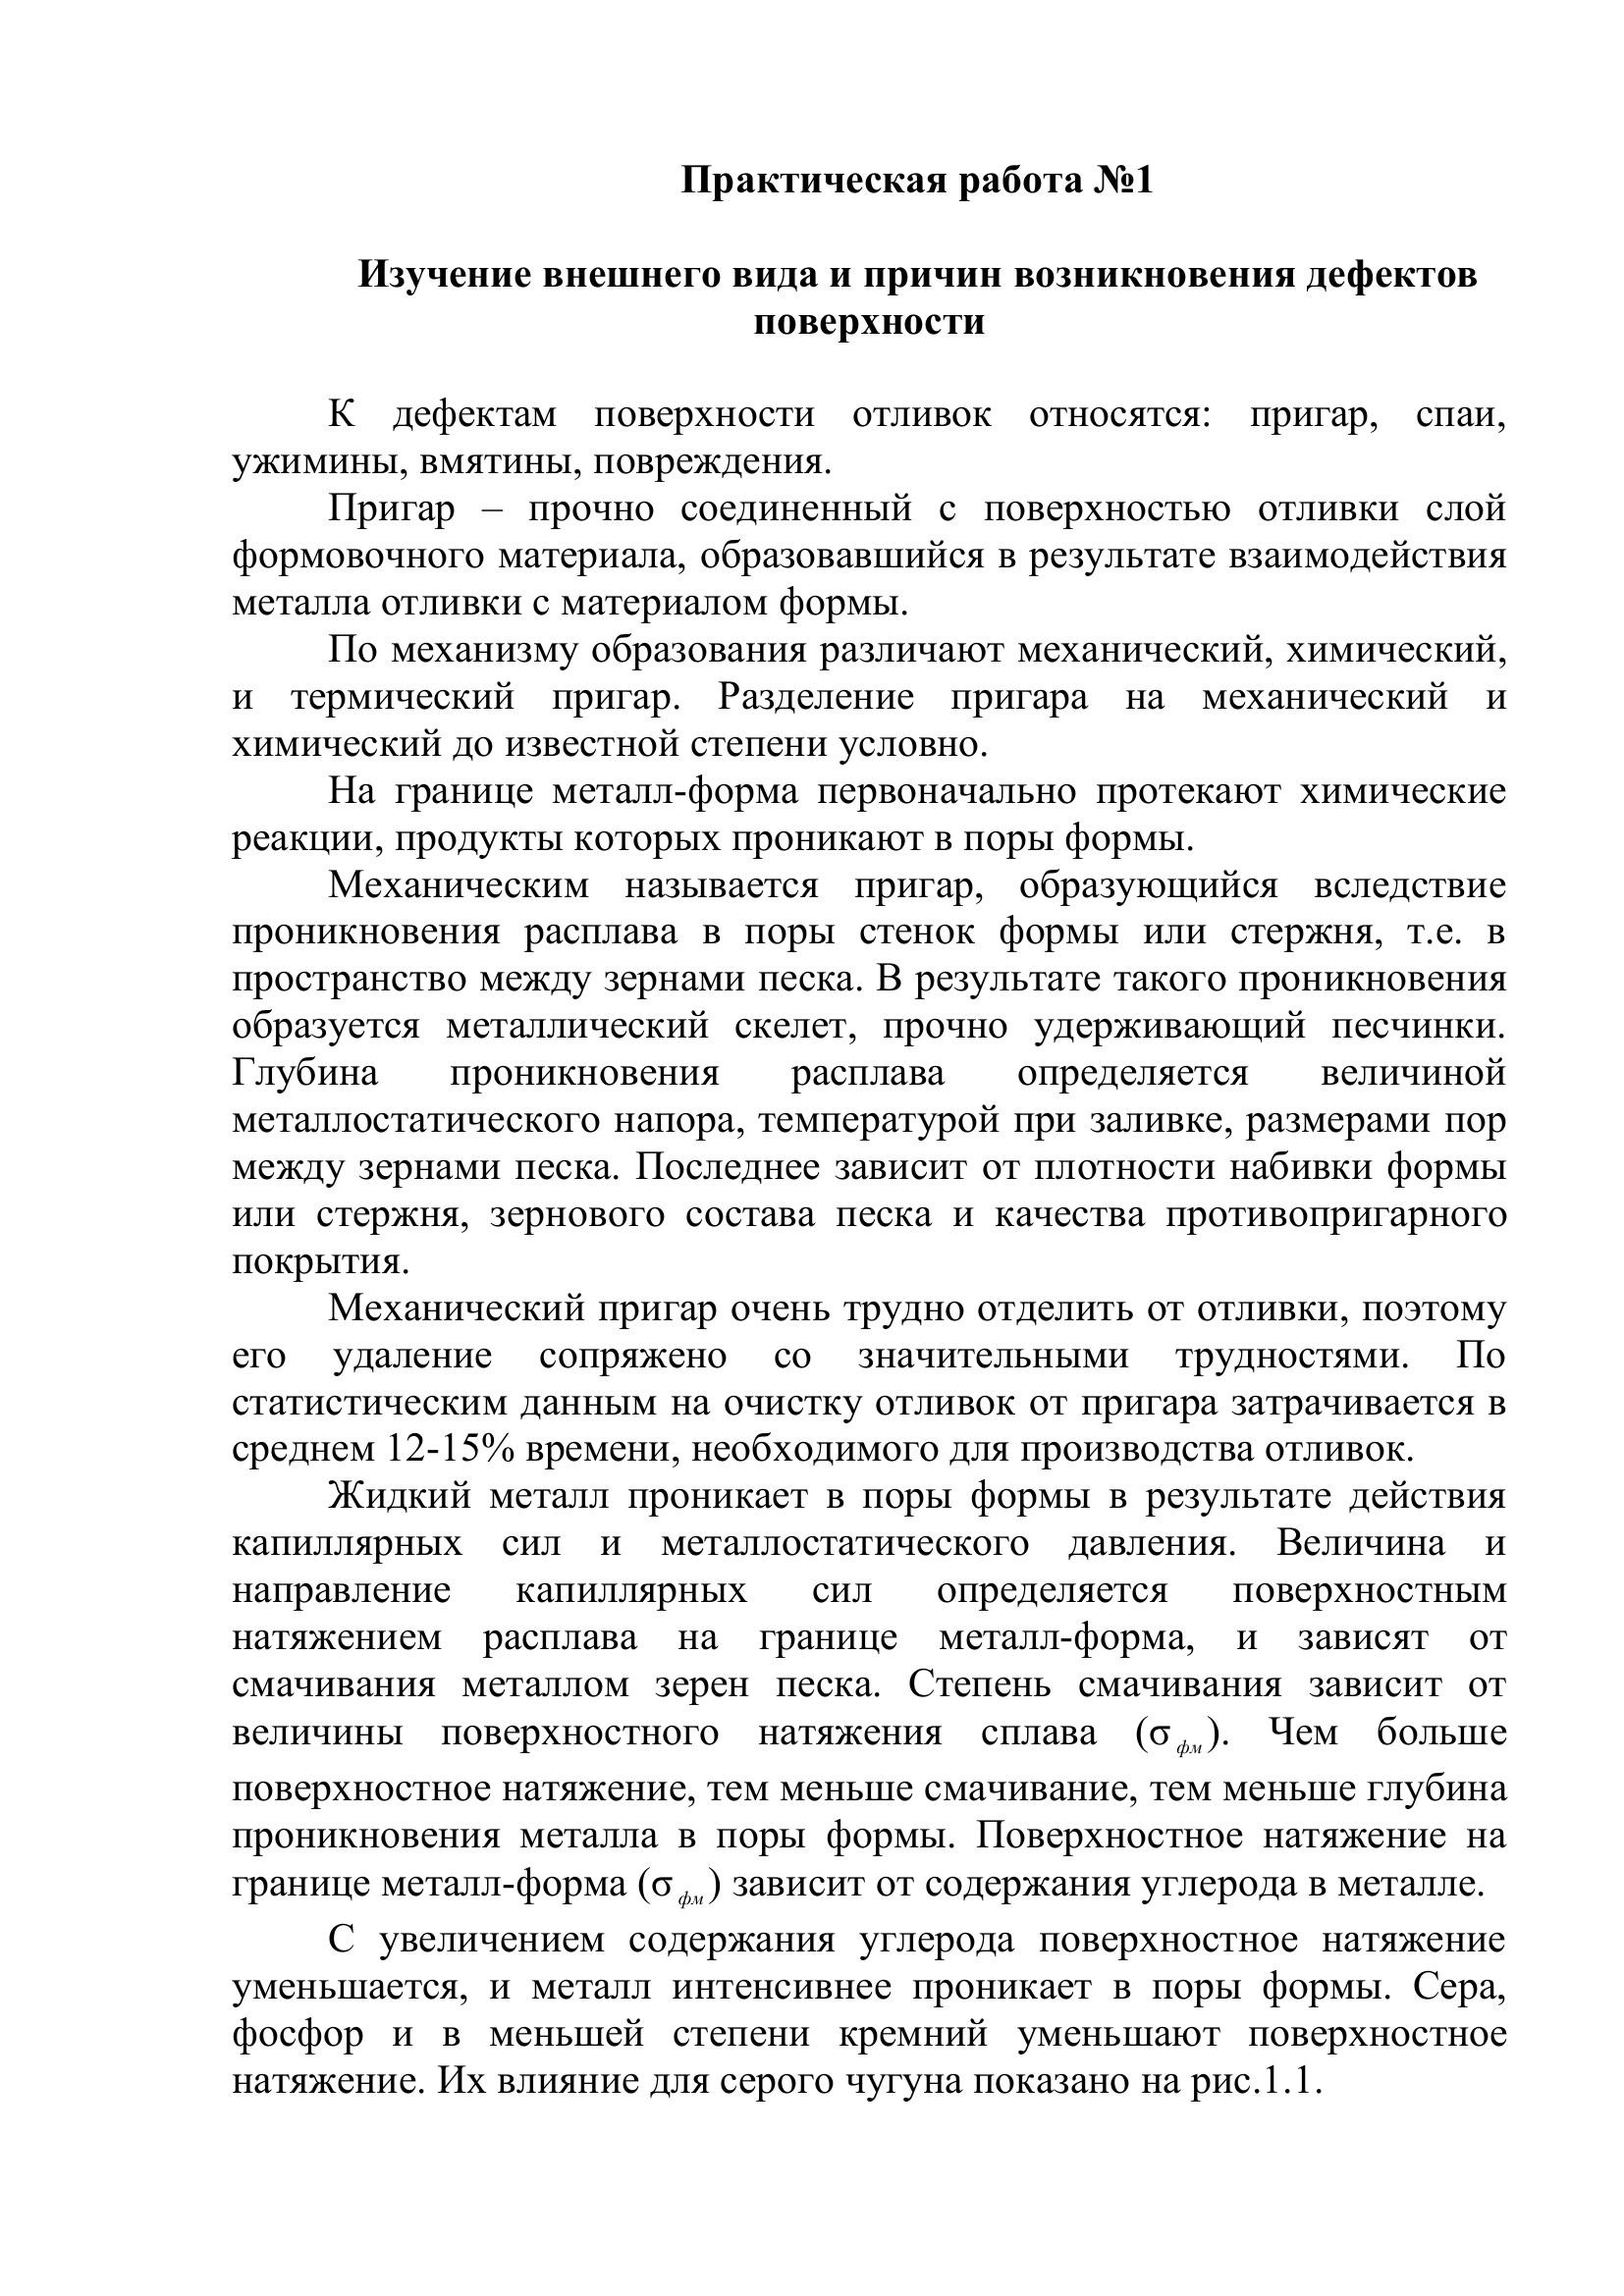 Практическая работа №1
Изучение внешнего вида и причин возникновения дефектов
поверхности
К дефектам поверхности отливок относятся: пригар, спаи,
ужимины, вмятины, повреждения.
Пригар – прочно соединенный с поверхностью отливки слой
формовочного материала, образовавшийся в результате взаимодействия
металла отливки с материалом формы.
По механизму образования различают механический, химический,
и термический пригар. Разделение пригара на механический и
химический до известной степени условно.
На границе металл-форма первоначально протекают химические
реакции, продукты которых проникают в поры формы.
Механическим называется пригар, образующийся вследствие
проникновения расплава в поры стенок формы или стержня, т.е. в
пространство между зернами песка. В результате такого проникновения
образуется металлический скелет, прочно удерживающий песчинки.
Глубина проникновения расплава определяется величиной
металлостатического напора, температурой при заливке, размерами пор
между зернами песка. Последнее зависит от плотности набивки формы
или стержня, зернового состава песка и качества противопригарного
покрытия.
Механический пригар очень трудно отделить от отливки, поэтому
его удаление сопряжено со значительными трудностями. По
статистическим данным на очистку отливок от пригара затрачивается в
среднем 12-15% времени, необходимого для производства отливок.
Жидкий металл проникает в поры формы в результате действия
капиллярных сил и металлостатического давления. Величина и
направление капиллярных сил определяется поверхностным
натяжением расплава на границе металл-форма, и зависят от
смачивания металлом зерен песка. Степень смачивания зависит от
величины поверхностного натяжения сплава (σ фм). Чем больше
поверхностное натяжение, тем меньше смачивание, тем меньше глубина
проникновения металла в поры формы. Поверхностное натяжение на
границе металл-форма (σ фм) зависит от содержания углерода в металле.
С увеличением содержания углерода поверхностное натяжение
уменьшается, и металл интенсивнее проникает в поры формы. Сера,
фосфор и в меньшей степени кремний уменьшают поверхностное
натяжение. Их влияние для серого чугуна показано на рис.1.1.